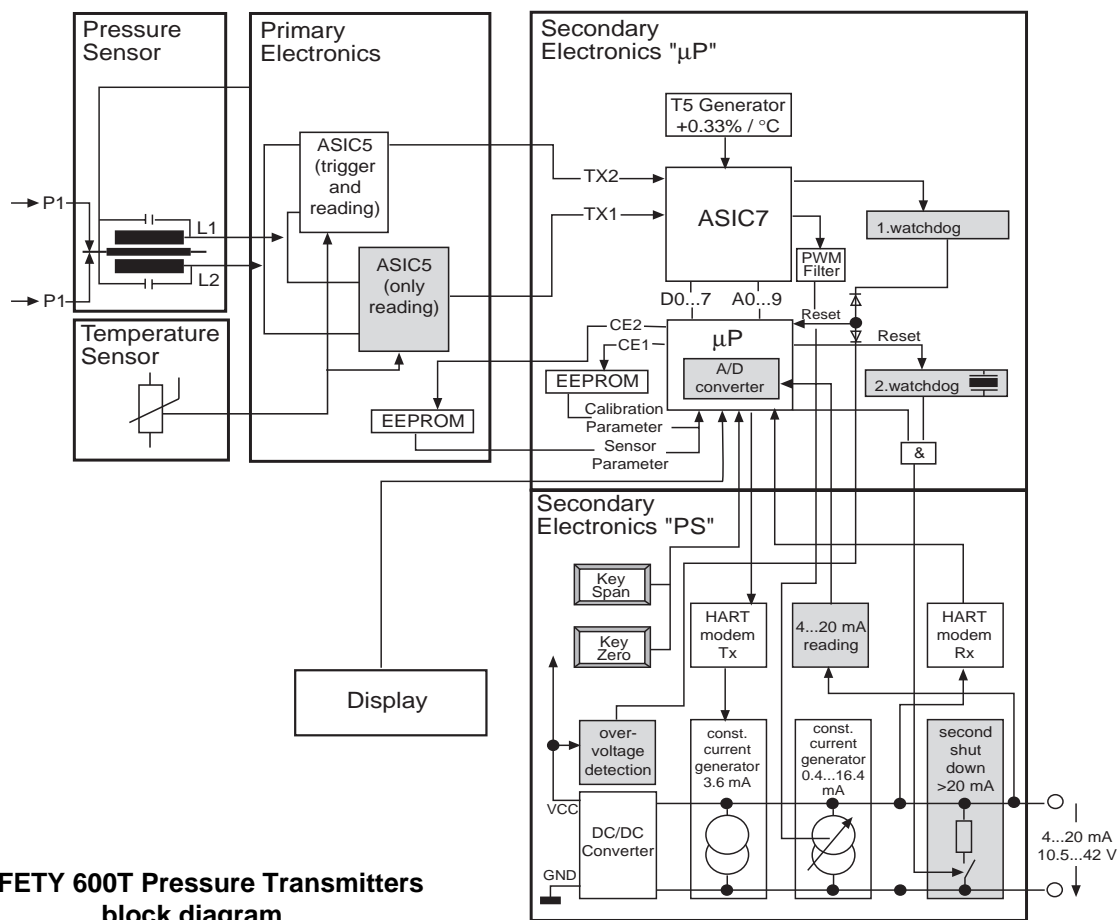 Pressure
Sensor
Primary
Electronics
Secondary
Electronics "µP"
T5 Generator
+0.33% / °C
ASIC5
(trigger
and
reading)
TX2
TX1
ASIC7
1.watchdog
PWM
Filter
P1
L1
L2
P1
ASIC5
(only
reading)
D0...7
A0...9
Reset
CE2
CE1
µP
Reset
A/D
converter
2.watchdog
EEPROM
Calibration
Parameter
Sensor
Parameter
&
Temperature
Sensor
EEPROM
Secondary
Electronics "PS"
Key
Span
Key
Zero
HART
modem
Tx
4...20 mA
reading
HART
modem
Rx
Display
over-
voltage
detection
const.
current
generator
3.6 mA
const.
current
generator
0.4...16.4
mA
second
shut
down
>20 mA
VCC
DC/DC
Converter
GND
4...20 mA
10.5...42 V
FETY 600T Pressure Transmitters
block diagram